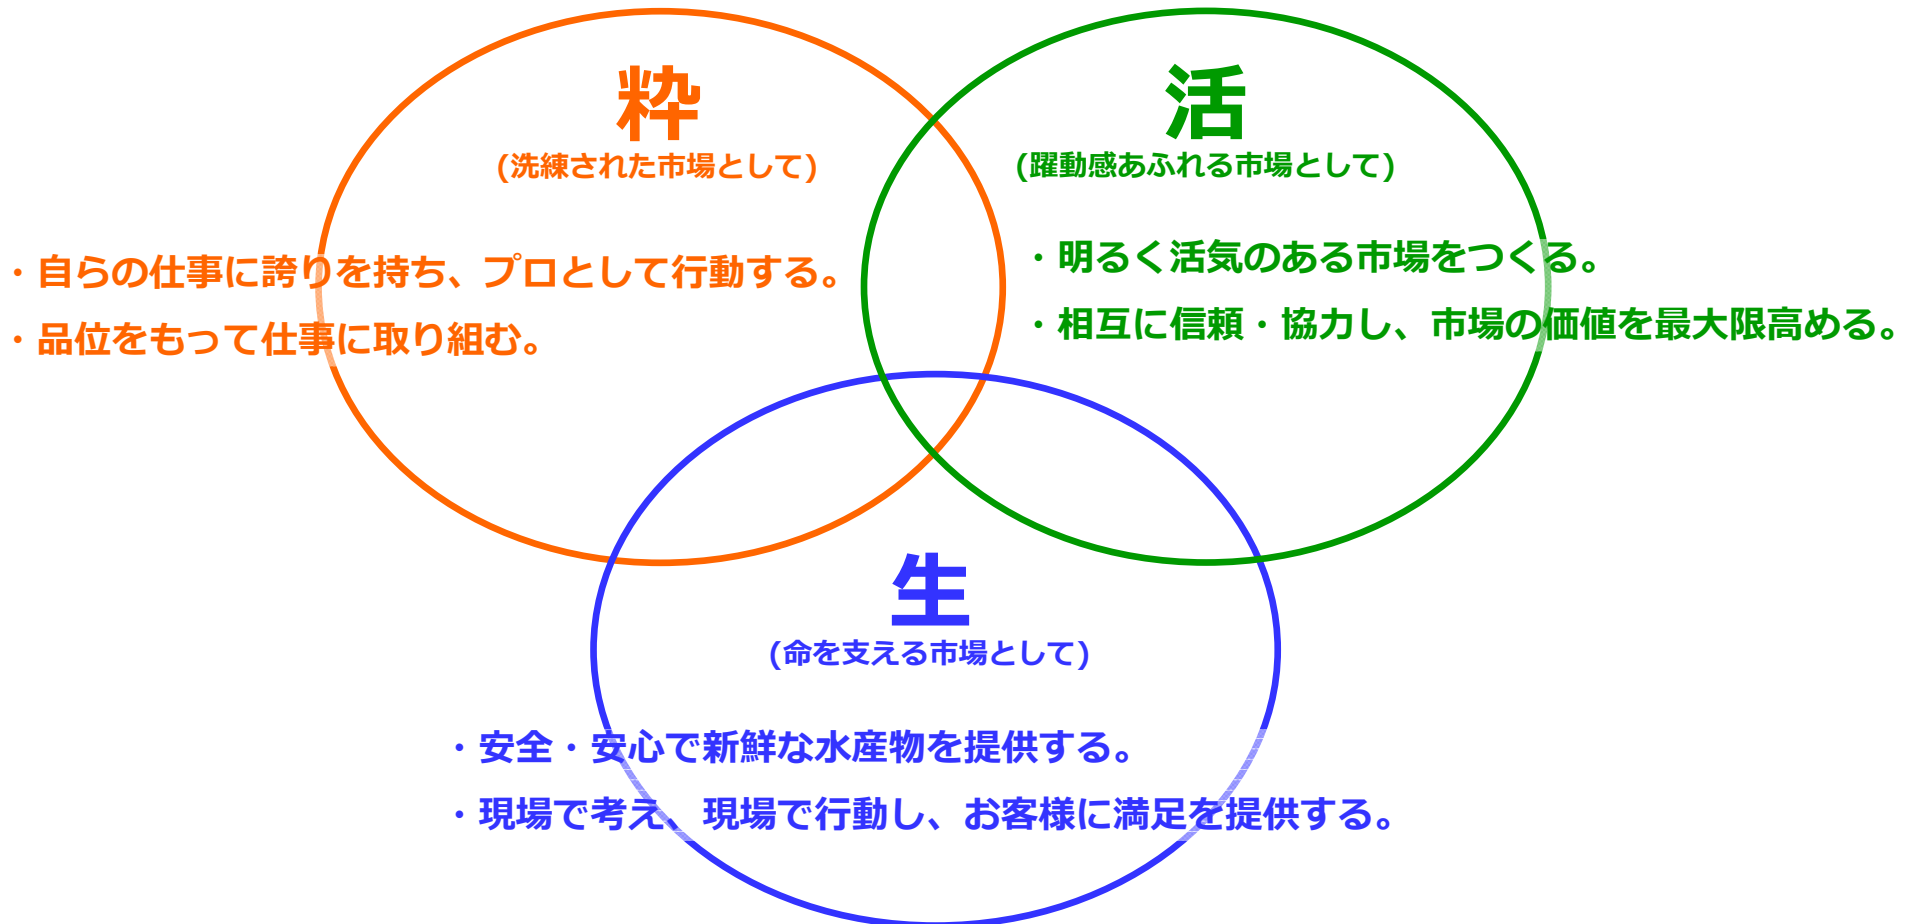 粋
(洗練された市場として)
・自らの仕事に誇りを持ち、プロとして行動する。
・品位をもって仕事に取り組む。
活
(躍動感あふれる市場として)
・明るく活気のある市場をつくる。
・相互に信頼・協力し、市場の価値を最大限高める。
生
(命を支える市場として)
・安全・安心で新鮮な水産物を提供する。
・現場で考え、現場で行動し、お客様に満足を提供する。